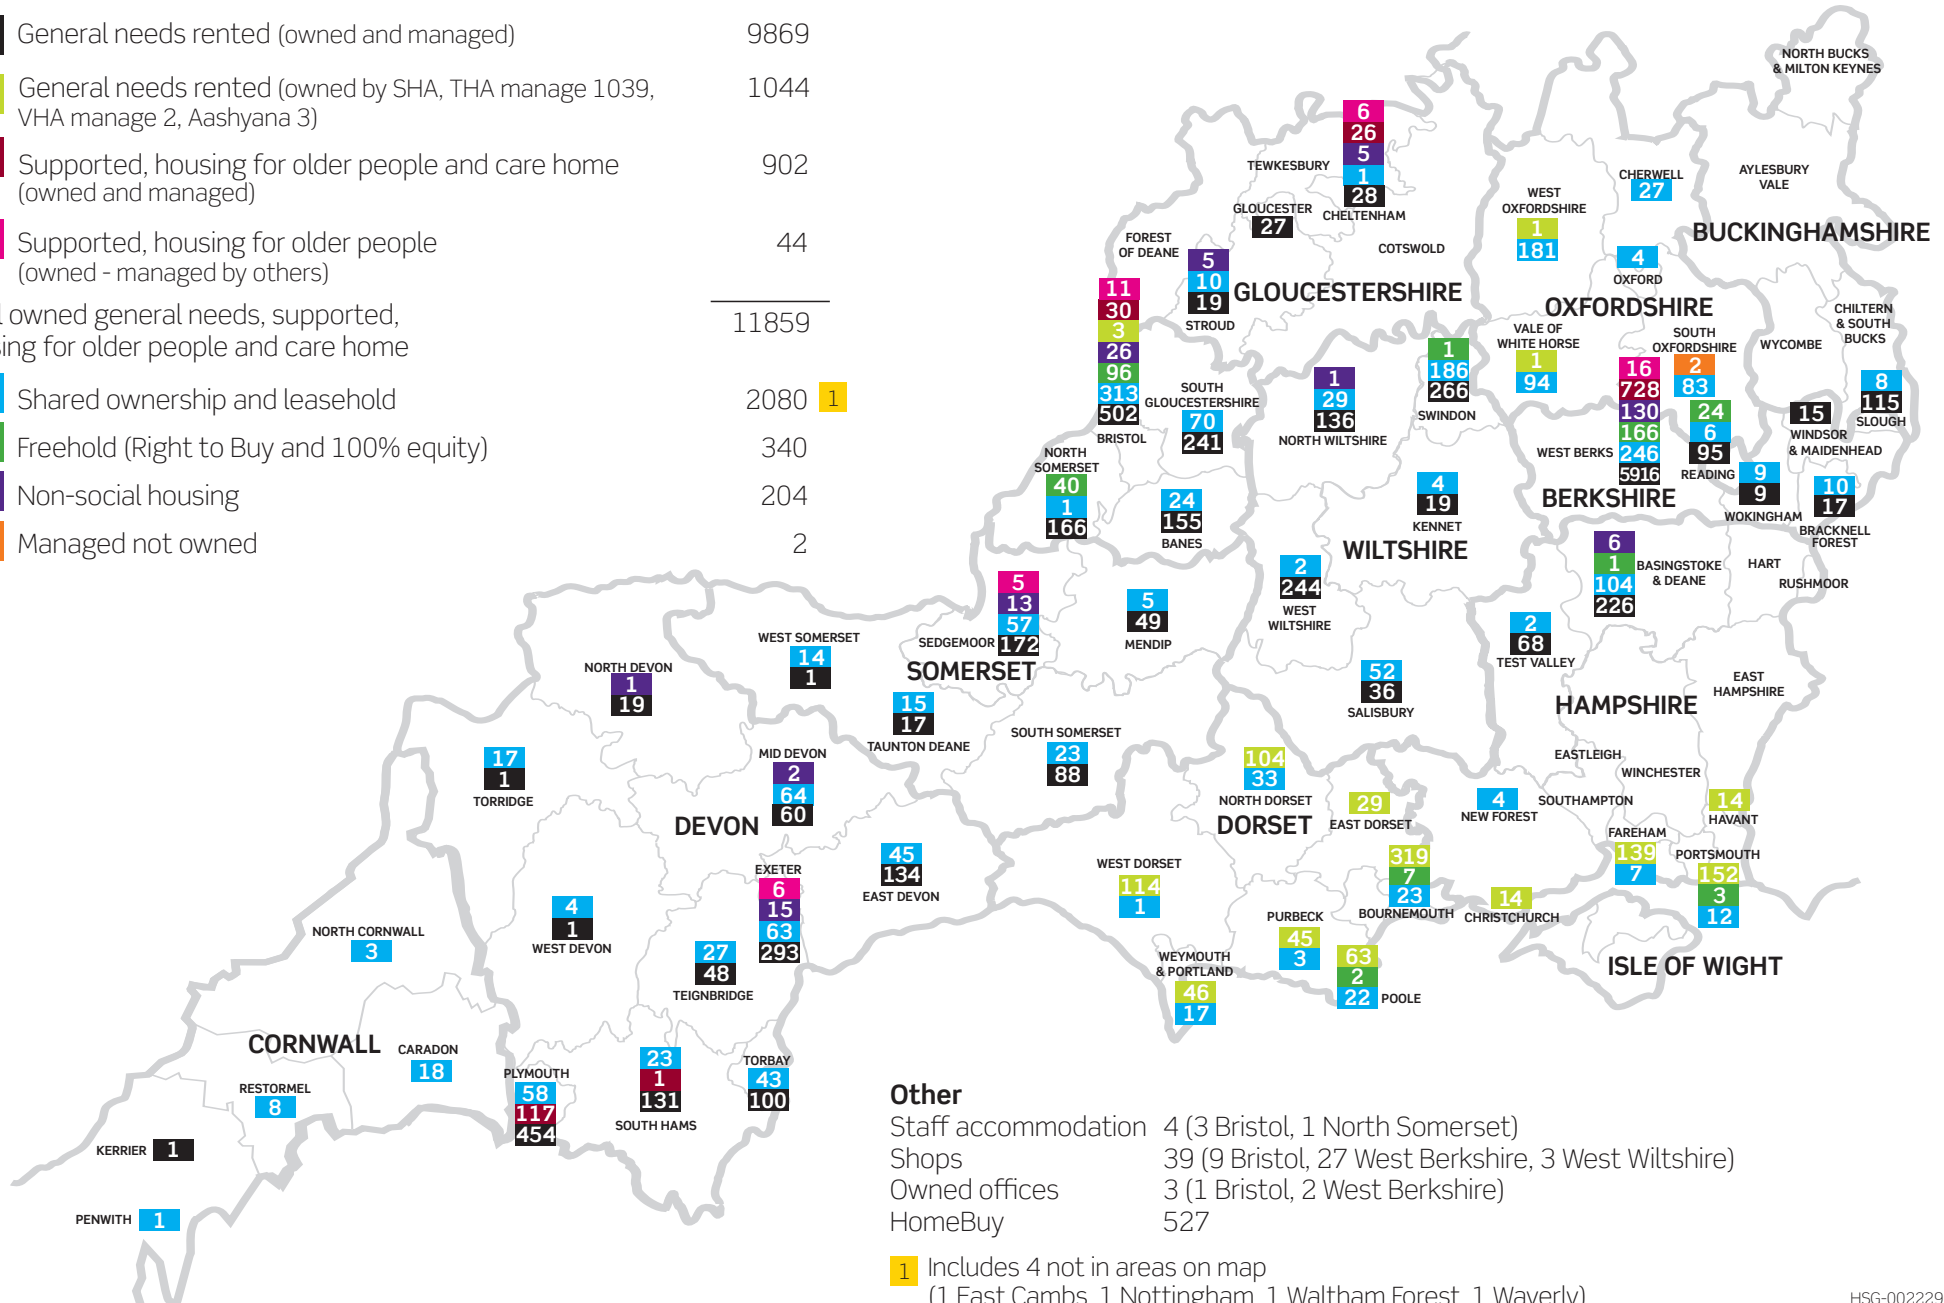 General needs rented (owned and managed) 9869
General needs rented (owned by SHA, THA manage 1039, 1044
VHA manage 2, Aashyana 3)
Supported, housing for older people and care home 902
(owned and managed)
Supported, housing for older people 44
(owned - managed by others)
owned general needs, supported, 11859
housing for older people and care home
Shared ownership and leasehold 2080 1
Freehold (Right to Buy and 100% equity) 340
Non-social housing 204
Managed not owned 2
NORTH BUCKS
& MILTON KEYNES
AYLESBURY
VALE
BUCKINGHAMSHIRE
CHILTERN
& SOUTH
BUCKS
WYCOMBE
TEWKESBURY
6
26
5
1
28
CHELTENHAM
GLOUCESTER
27
COTSWOLD
FOREST
OF DEANE
5
10
19
STROUD
GLOUCESTERSHIRE
WEST
OXFORDSHIRE
1
181
CHERWELL
27
4
OXFORD
OXFORDSHIRE
VALE OF
WHITE HORSE
1
94
SOUTH
OXFORDSHIRE
2
83
11
30
3
26
96
313
502
BRISTOL
SOUTH
GLOUCESTERSHIRE
70
241
NORTH
SOMERSET
40
1
166
24
155
BANES
1
29
136
NORTH WILTSHIRE
1
186
266
SWINDON
4
19
KENNET
WILTSHIRE
2
244
WEST
WILTSHIRE
52
36
SALISBURY
WEST BERKS
16
728
130
166
246
5916
BERKSHIRE
24
6
95
READING
9
9
WOKINGHAM
15
WINDSOR
& MAIDENHEAD
8
115
SLOUGH
10
17
BRACKNELL
FOREST
6
1
104
226
BASINGSTOKE
& DEANE
HART
RUSHMOOR
2
68
TEST VALLEY
EAST
HAMPSHIRE
HAMPSHIRE
EASTLEIGH
WINCHESTER
SOUTHAMPTON
4
NEW FOREST
14
HAVANT
FAREHAM
139
7
PORTSMOUTH
152
3
12
ISLE OF WIGHT
SEDGEMOOR
5
13
57
172
SOMERSET
5
49
MENDIP
WEST SOMERSET
14
1
15
17
TAUNTON DEANE
SOUTH SOMERSET
23
88
NORTH DEVON
1
19
17
1
TORRIDGE
MID DEVON
2
64
60
DEVON
45
134
EAST DEVON
EXETER
6
15
63
293
4
1
WEST DEVON
27
48
TEIGNBRIDGE
23
1
131
SOUTH HAMS
TORBAY
43
100
PLYMOUTH
58
117
454
104
33
NORTH DORSET
DORSET
29
EAST DORSET
WEST DORSET
114
1
319
7
23
BOURNEMOUTH
14
CHRISTCHURCH
PURBECK
45
3
63
2
22
POOLE
WEYMOUTH
& PORTLAND
46
17
NORTH CORNWALL
3
CORNWALL
CARADON
18
RESTORMEL
8
KERRIER 1
PENWITH 1
Other
Staff accommodation 4 (3 Bristol, 1 North Somerset)
Shops 39 (9 Bristol, 27 West Berkshire, 3 West Wiltshire)
Owned offices 3 (1 Bristol, 2 West Berkshire)
HomeBuy 527
1 Includes 4 not in areas on map
(1 East Cambs, 1 Nottingham, 1 Waltham Forest, 1 Waverly)
HSG-002229